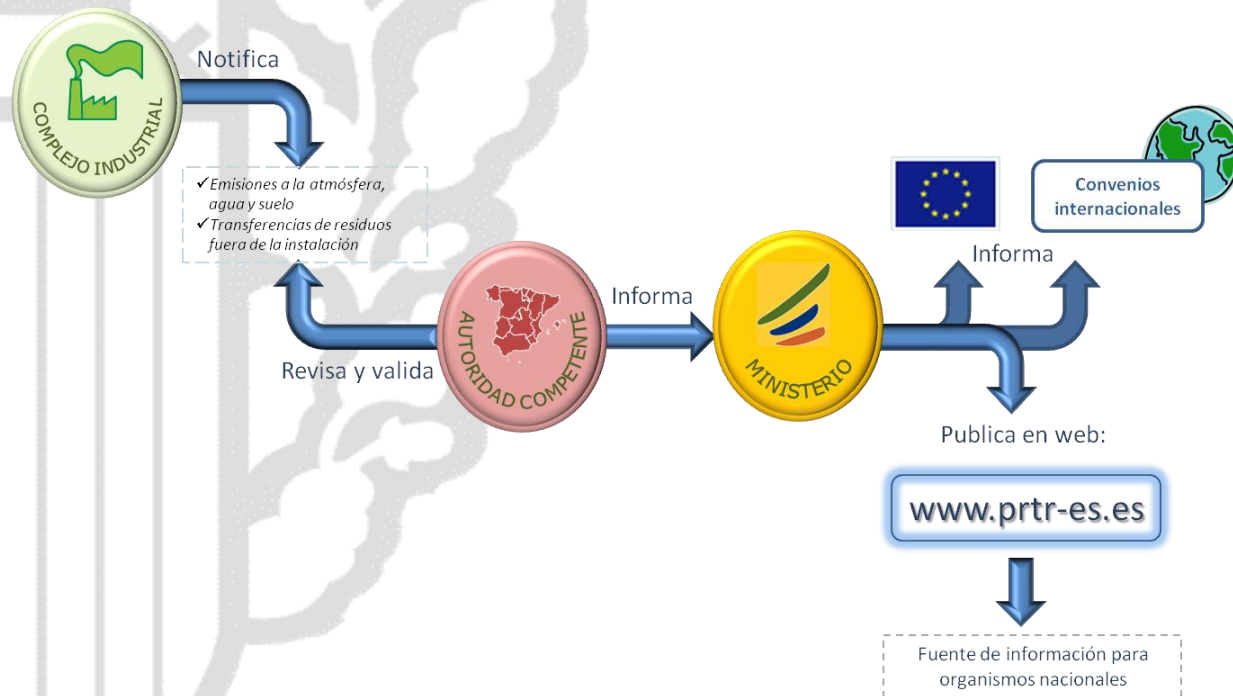 Notifica
COMPLEJO INDUSTRIAL
✓Emisiones a la atmósfera,
agua y suelo
✓Transferencias de residuos
fuera de la instalación
Revisa y valida
AUTORIDAD COMPETENTE
Informa
MINISTERIO
Convenios
internacionales
Informa
Publica en web:
www.prtr-es.es
Fuente de información para
organismos nacionales